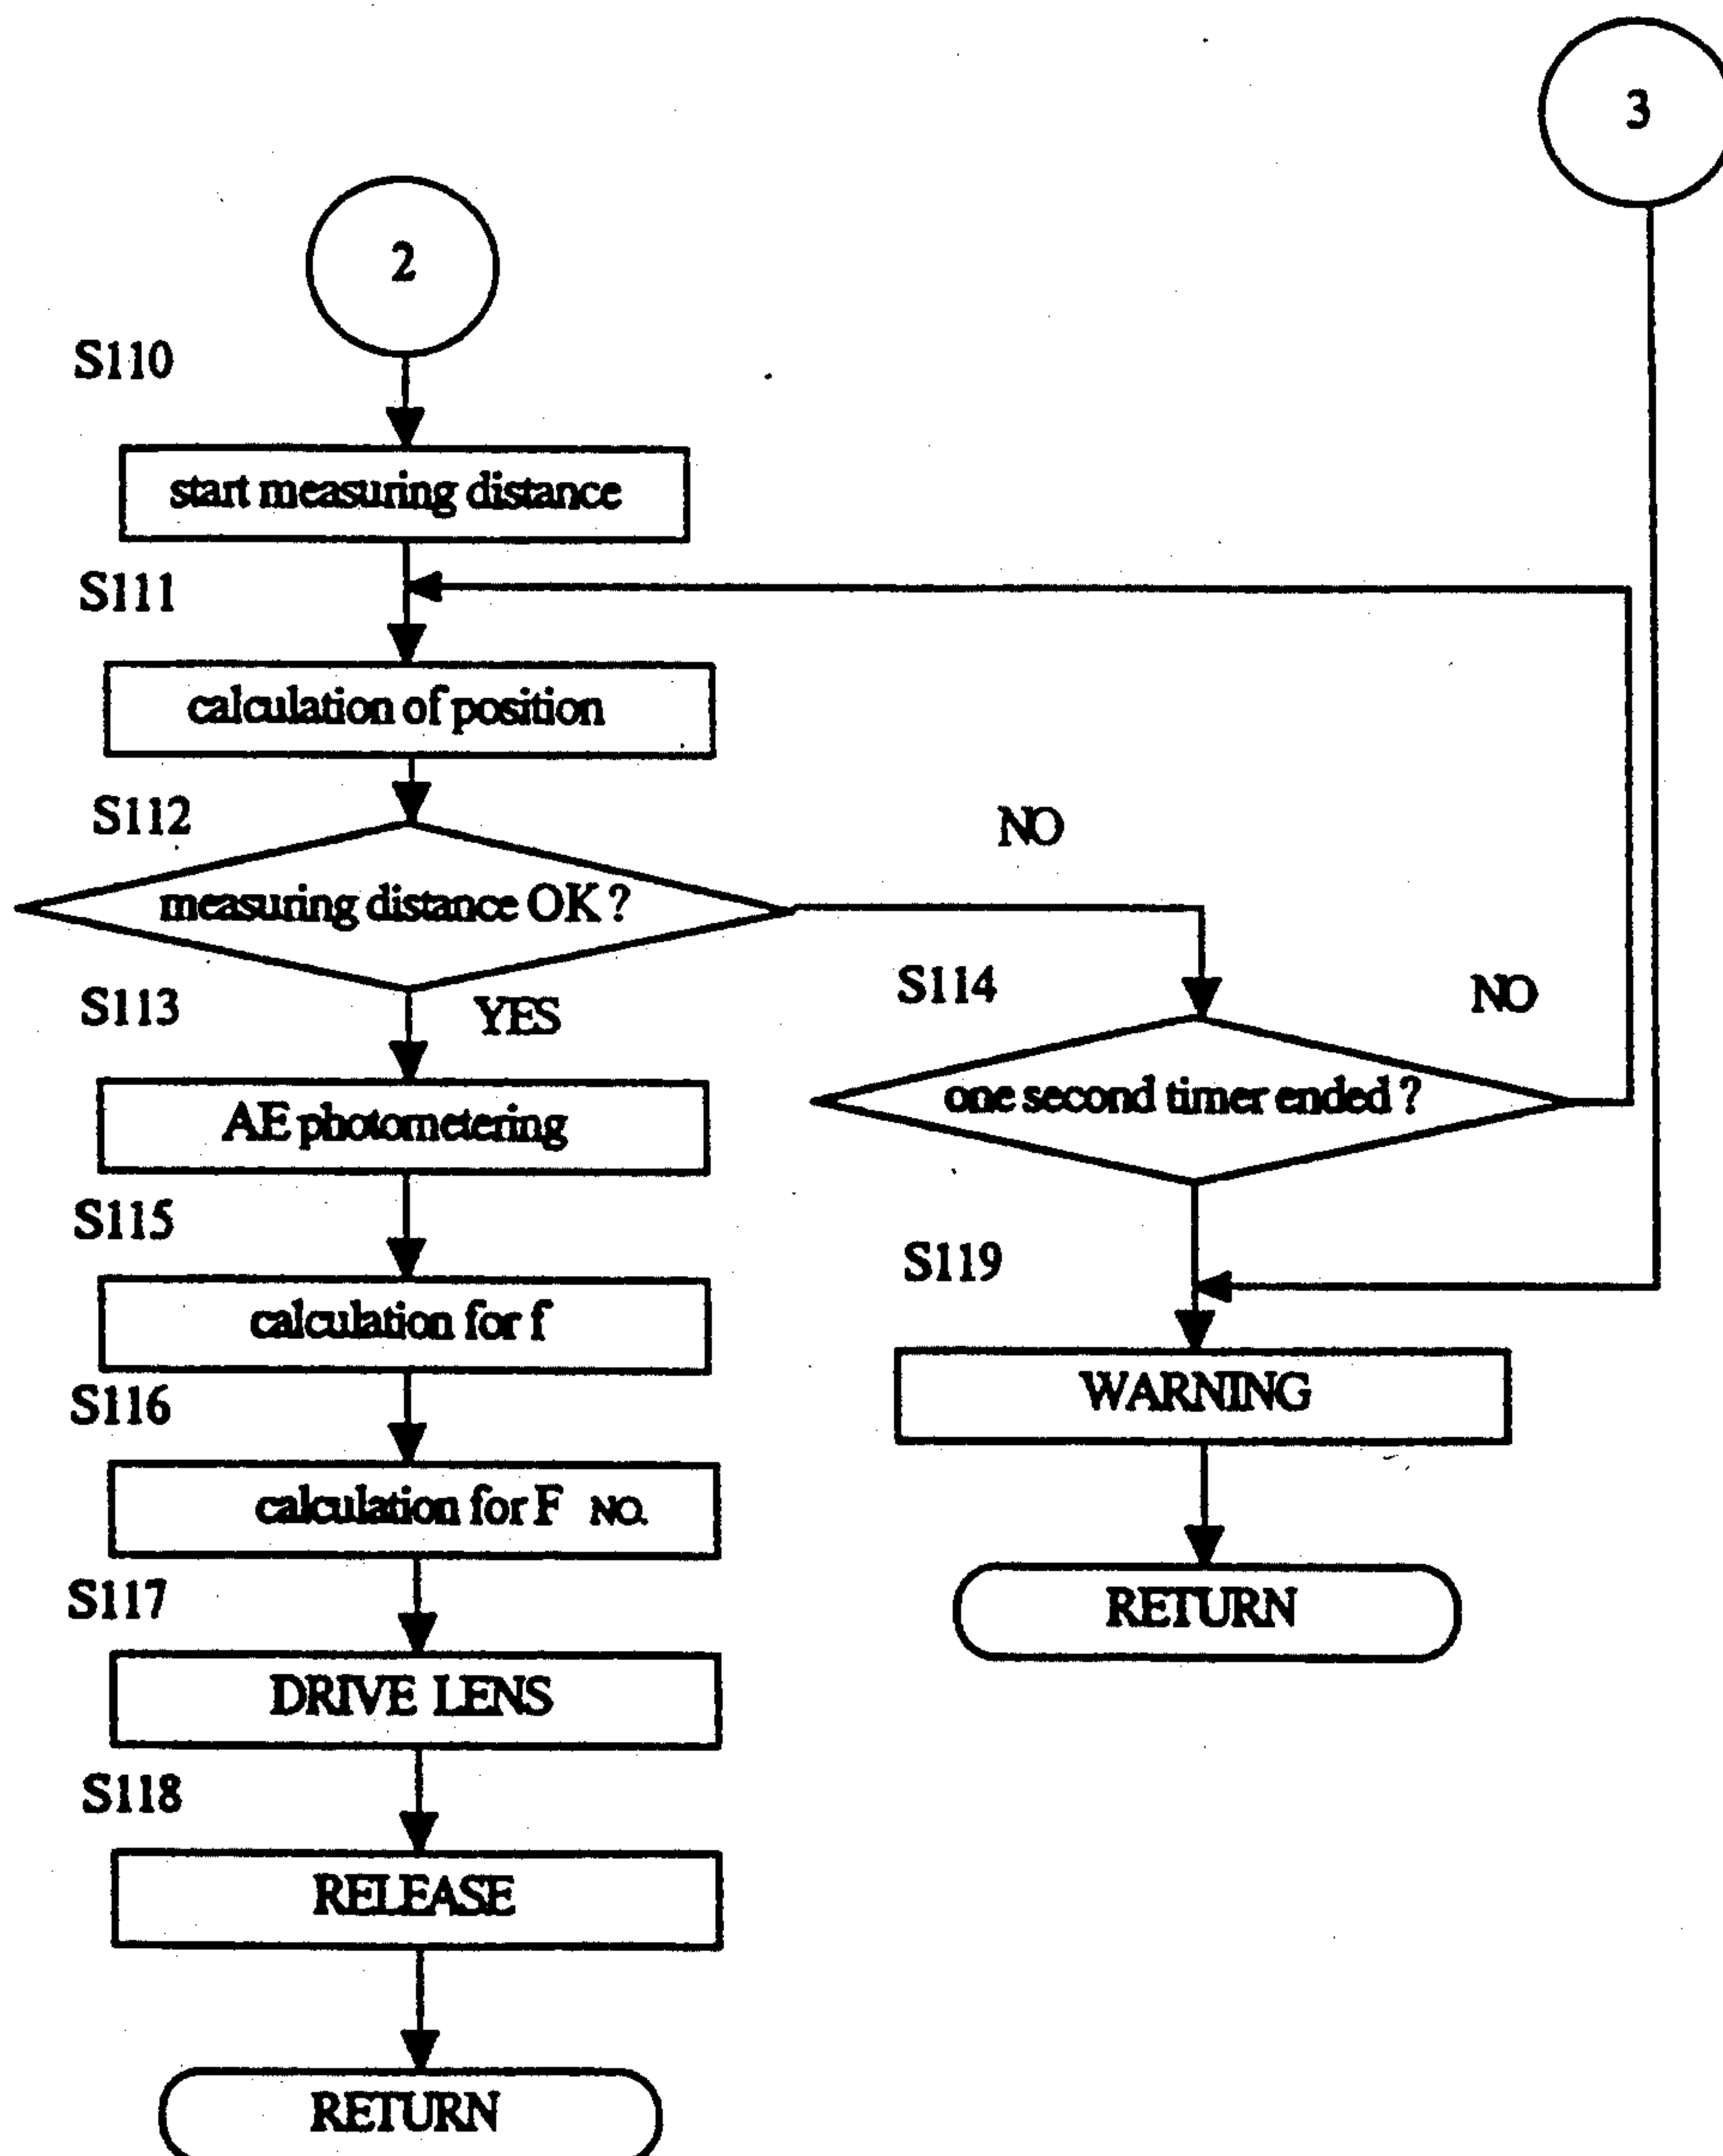 3
2
S110
start measuring distance
S111
calculation of position
S112
measuring distance OK ?
NO
S113
YES
S114
NO
one second timer ended ?
AE photometering
S115
calculation for f
S119
WARNING
S116
calculation for F NO.
RETURN
S117
DRIVE LENS
S118
RELEASE
RETURN